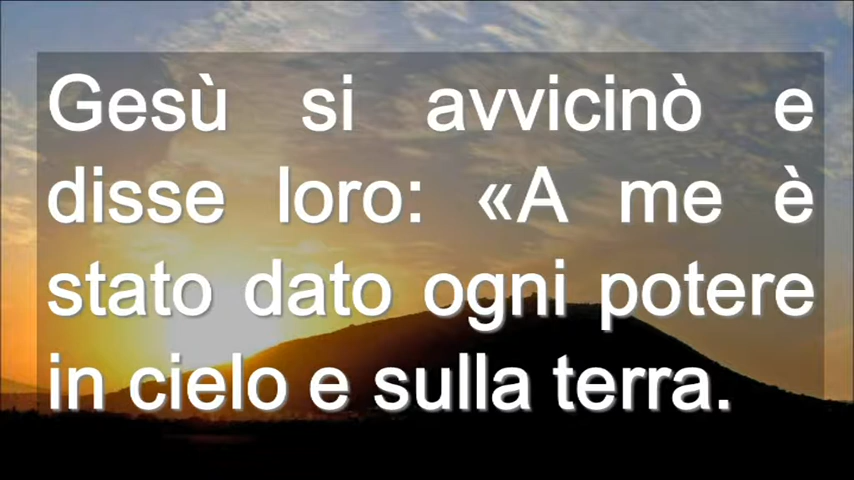 Gesù si avvicinò e
disse loro: «A me è
stato dato ogni potere
in cielo e sulla terra.